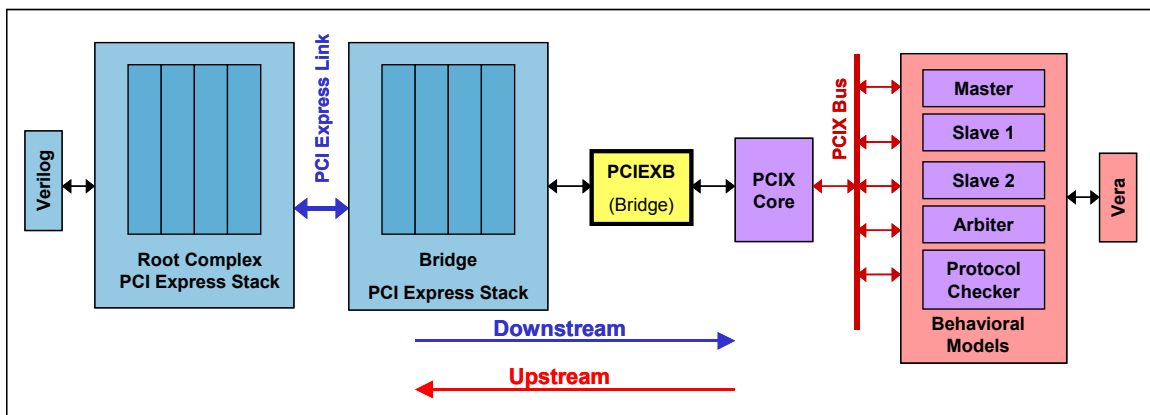 Verilog
Root Complex
PCI Express Stack
PCI Express Link
Bridge
PCI Express Stack
PCIEXB
(Bridge)
PCIX
Core
PCIX Bus
Master
Slave 1
Slave 2
Arbiter
Protocol
Checker
Behavioral
Models
Vera
Downstream
Upstream